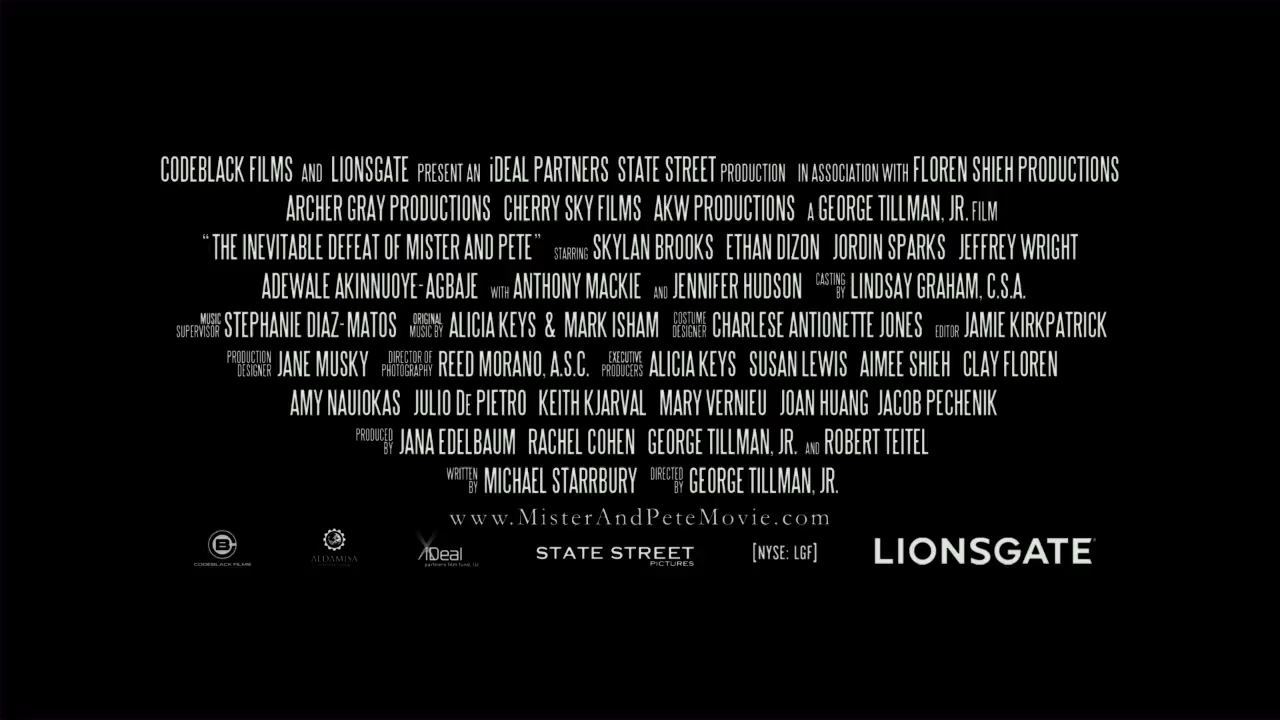 CODEBLACK FILMS AND LIONSGATE PRESENT AN iDEAL PARTNERS STATE STREET PRODUCTION IN ASSOCIATION WITH FLOREN SHIEH PRODUCTIONS
ARCHER GRAY PRODUCTIONS CHERRY SKY FILMS AKW PRODUCTIONS A GEORGE TILLMAN, JR. FILM
“THE INEVITABLE DEFEAT OF MISTER AND PETE” STARRING SKYLAN BROOKS ETHAN DIZON JORDIN SPARKS JEFFREY WRIGHT
ADEWALE AKINNUOYE-AGBAJE WITH ANTHONY MACKIE AND JENNIFER HUDSON CASTING BY LINDSAY GRAHAM, C.S.A.
MUSIC SUPERVISOR STEPHANIE DIAZ-MATOS ORIGINAL MUSIC BY ALICIA KEYS & MARK ISHAM COSTUME DESIGNER CHARLESE ANTIONETTE JONES EDITOR JAMIE KIRKPATRICK
PRODUCTION DESIGNER JANE MUSKY DIRECTOR OF PHOTOGRAPHY REED MORANO, A.S.C. EXECUTIVE PRODUCERS ALICIA KEYS SUSAN LEWIS AIMEE SHIEH CLAY FLOREN
AMY NAUIOKAS JULIO DE PIETRO KEITH KJARVAL MARY VERNIEU JOAN HUANG JACOB PECHENIK
PRODUCED BY JANA EDELBAUM RACHEL COHEN GEORGE TILLMAN, JR. AND ROBERT TEITEL
WRITTEN BY MICHAEL STARRBURY DIRECTED BY GEORGE TILLMAN, JR.
www.MisterAndPeteMovie.com
CODEBLACK FILMS
ALDAMISA
iDeal
partners film fund, llc
STATE STREET
PICTURES
[NYSE: LGF]
LIONSGATE